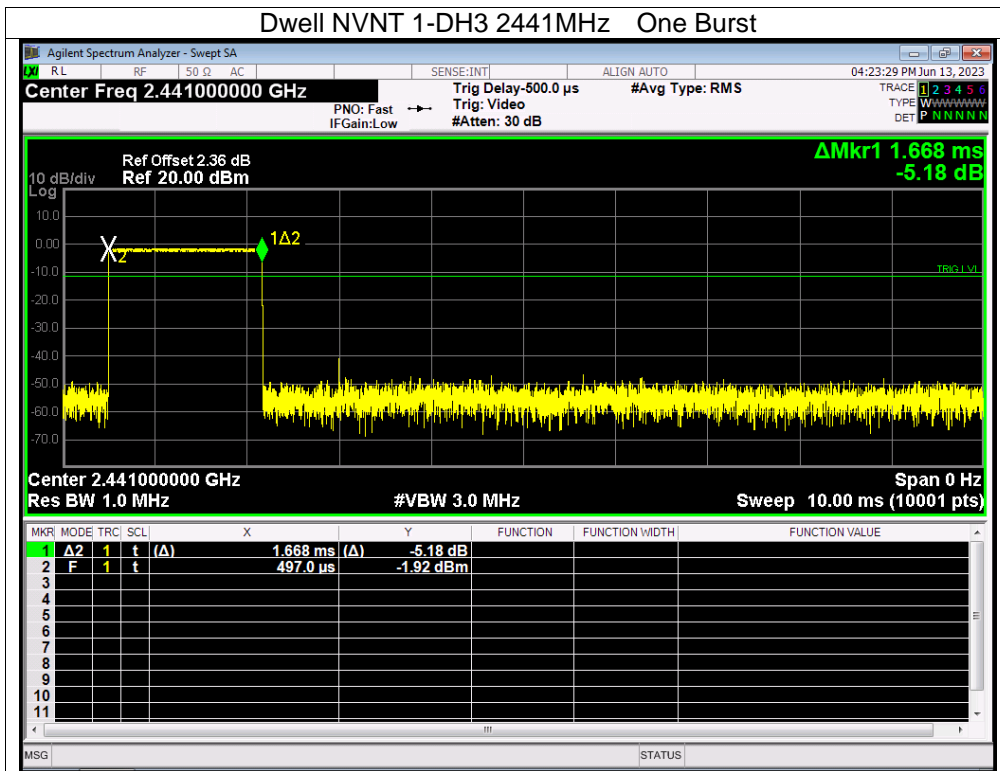 Dwell NVNT 1-DH3 2441MHz One Burst
Agilent Spectrum Analyzer - Swept SA
LXI RL RF 50 Ω AC SENSE:INT ALIGN AUTO 04:23:29 PM Jun 13, 2023
Center Freq 2.441000000 GHz
PNO: Fast
IFGain:Low
Trig Delay-500.0 µs
Trig: Video
#Atten: 30 dB
#Avg Type: RMS
TRACE 1 2 3 4 5 6
TYPE WWWWWW
DET P N N N N N
ΔMkr1 1.668 ms
-5.18 dB
Ref Offset 2.36 dB
10 dB/div Ref 20.00 dBm
Log
10.0
0.00
-10.0
-20.0
-30.0
-40.0
-50.0
-60.0
-70.0
X2
1Δ2
TRIG LVL
Center 2.441000000 GHz Span 0 Hz
Res BW 1.0 MHz #VBW 3.0 MHz Sweep 10.00 ms (10001 pts)
MKR MODE TRC SCL X Y FUNCTION FUNCTION WIDTH FUNCTION VALUE
1 Δ2 1 t (Δ) 1.668 ms (Δ) -5.18 dB
2 F 1 t 497.0 µs -1.92 dBm
3
4
5
6
7
8
9
10
11
MSG STATUS